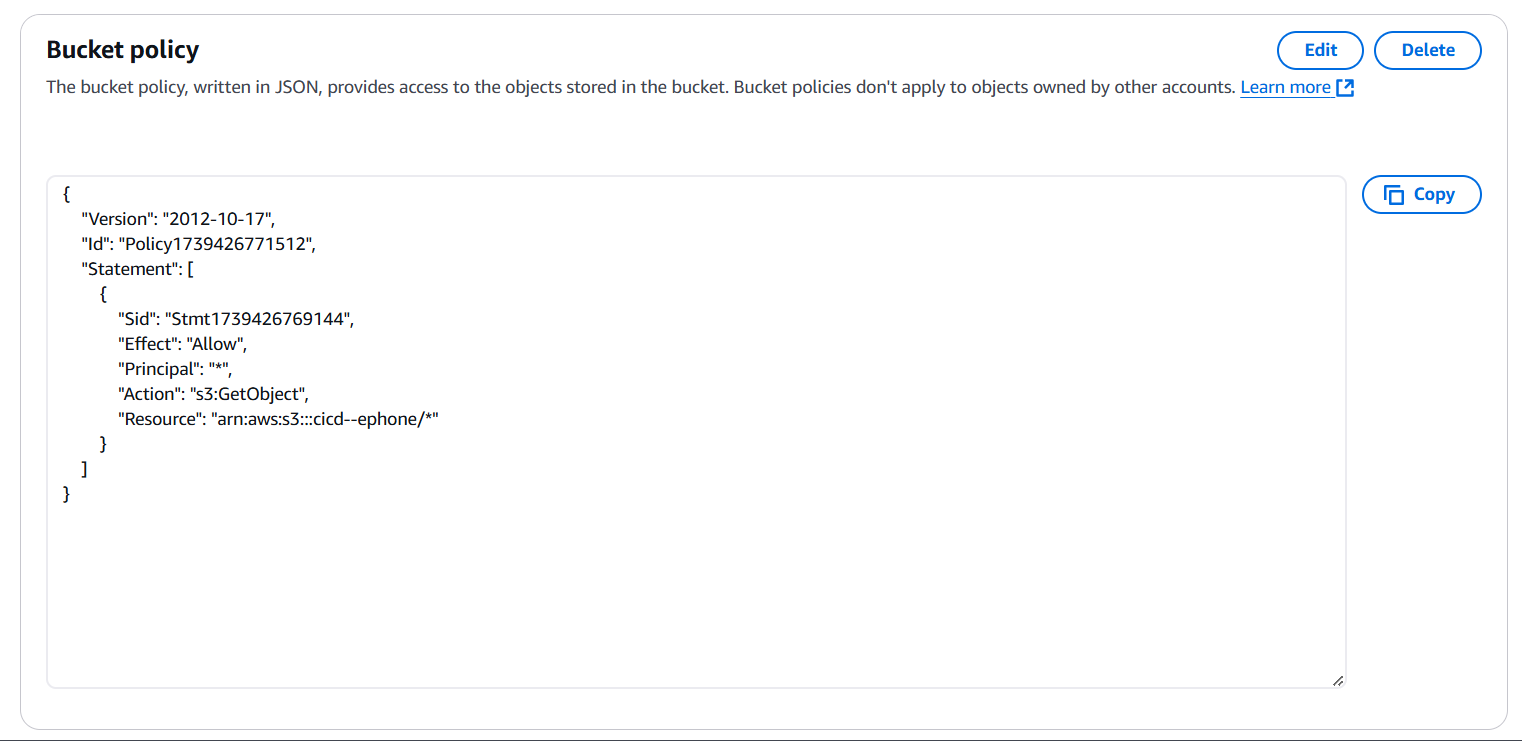 Bucket policy
Edit
Delete
The bucket policy, written in JSON, provides access to the objects stored in the bucket. Bucket policies don't apply to objects owned by other accounts. Learn more
Copy
{
"Version": "2012-10-17",
"Id": "Policy1739426771512",
"Statement": [
{
"Sid": "Stmt1739426769144",
"Effect": "Allow",
"Principal": "*",
"Action": "s3:GetObject",
"Resource": "arn:aws:s3:::cicd--ephone/*"
}
]
}